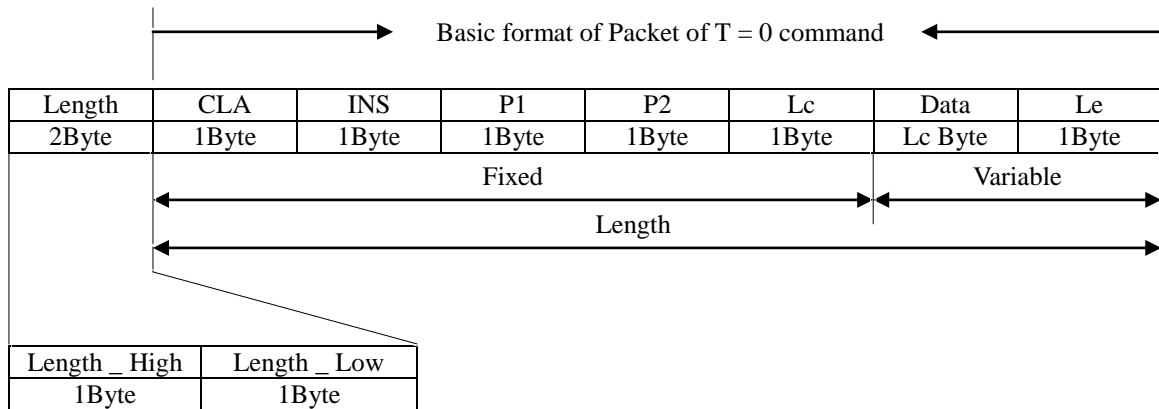 Basic format of Packet of T = 0 command
Length CLA INS P1 P2 Lc Data Le
2Byte 1Byte 1Byte 1Byte 1Byte 1Byte Lc Byte 1Byte
Fixed Variable
Length
Length _ High Length _ Low
1Byte 1Byte